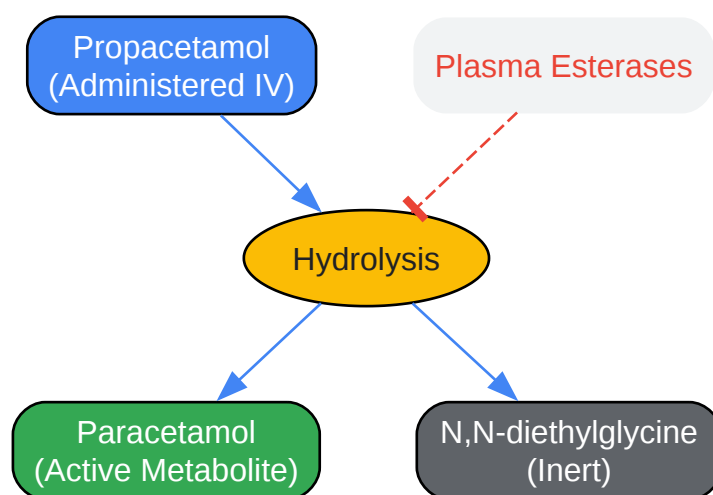 Propacetamol
(Administered IV)
Plasma Esterases
Hydrolysis
Paracetamol
(Active Metabolite)
N,N-diethylglycine
(Inert)